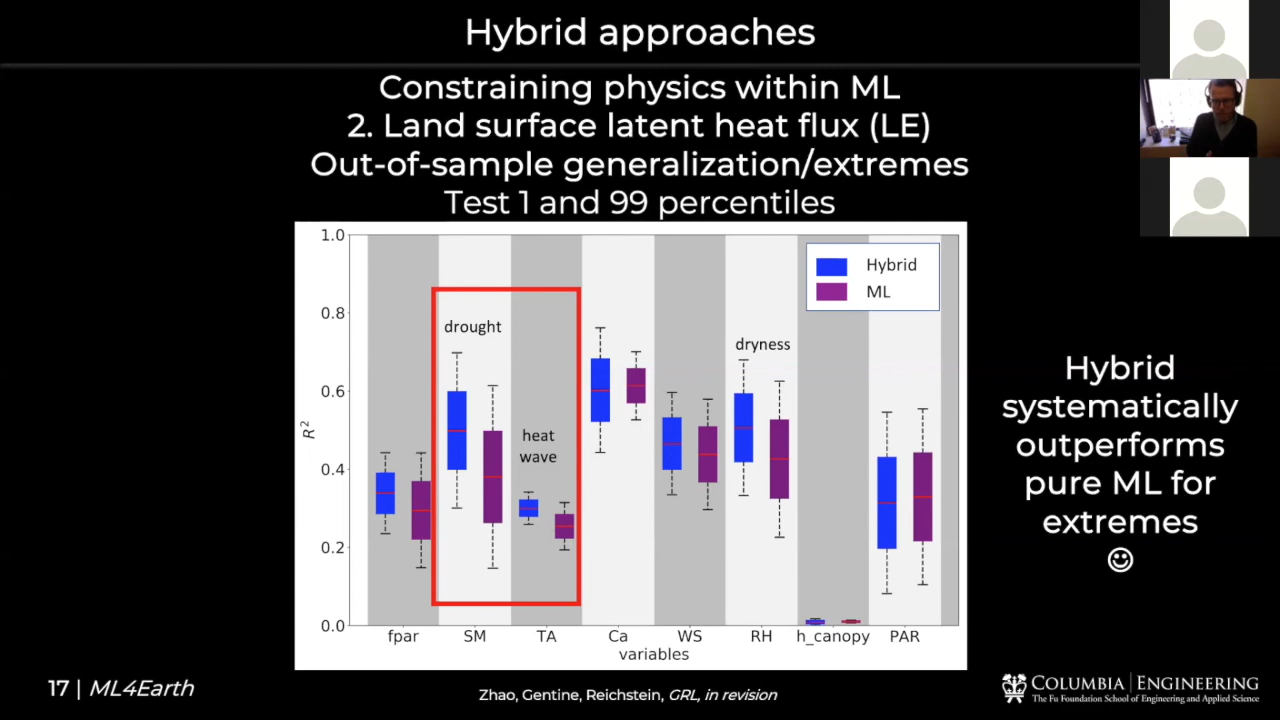 Hybrid approaches
Constraining physics within ML
2. Land surface latent heat flux (LE)
Out-of-sample generalization/extremes
Test 1 and 99 percentiles
1.0
0.8
0.6
0.4
0.2
0.0
R²
Hybrid
ML
drought
heat
wave
dryness
fpar SM TA Ca WS RH h_canopy PAR
variables
Hybrid
systematically
outperforms
pure ML for
extremes
☺
17 | ML4Earth
Zhao, Gentine, Reichstein, GRL, in revision
COLUMBIA | ENGINEERING
The Fu Foundation School of Engineering and Applied Science